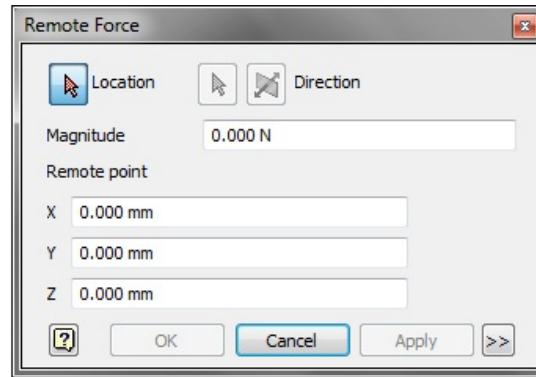 Remote Force
Location Direction
Magnitude 0.000 N
Remote point
X 0.000 mm
Y 0.000 mm
Z 0.000 mm
? OK Cancel Apply >>